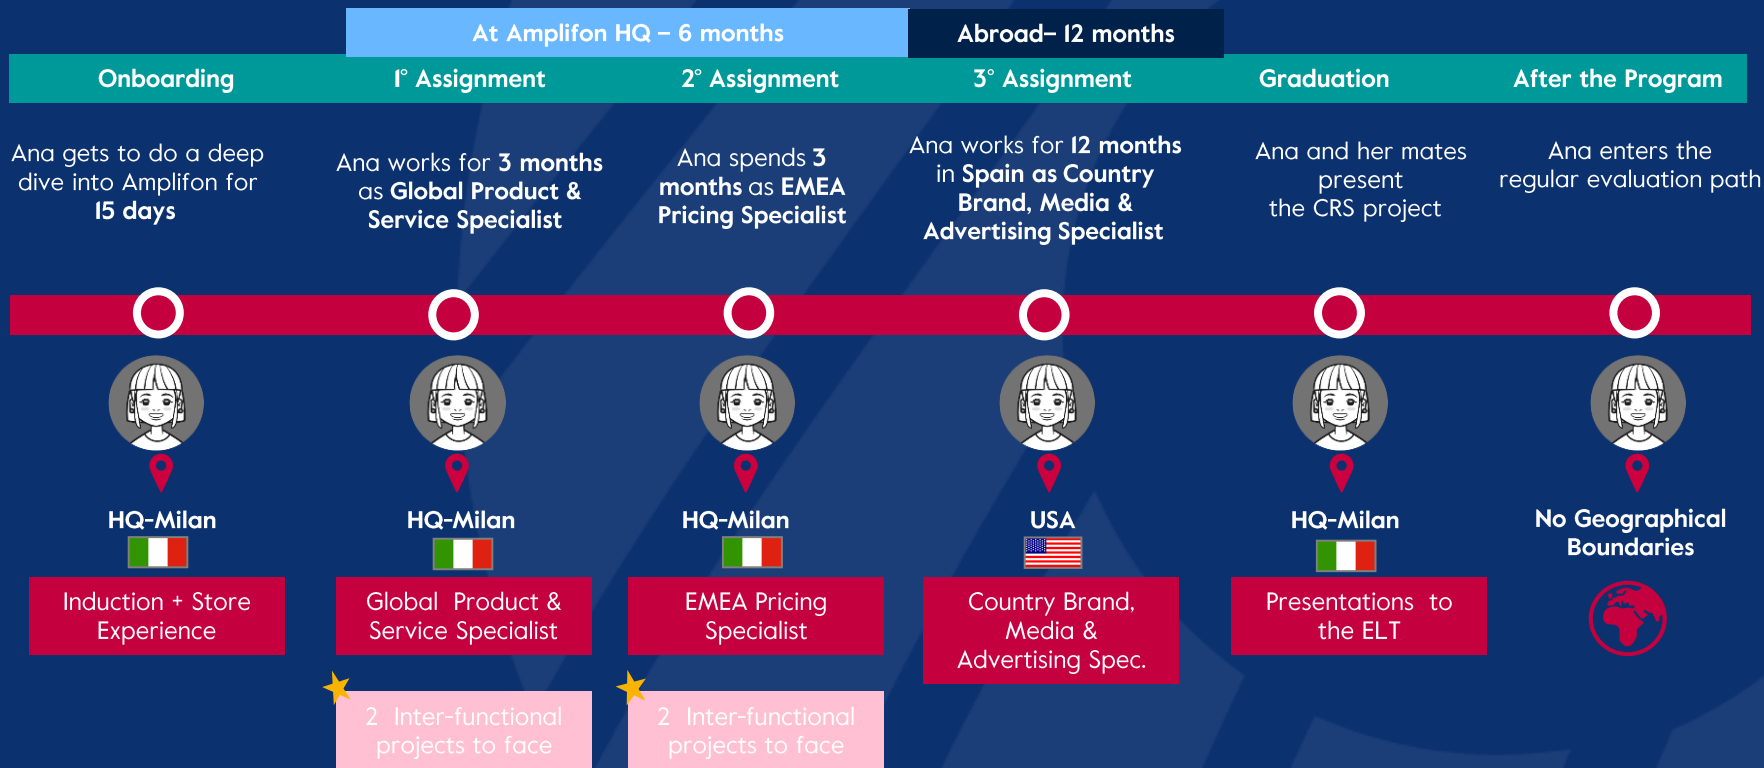 At Amplifon HQ – 6 months
Abroad– 12 months
Onboarding
1° Assignment
2° Assignment
3° Assignment
Graduation
After the Program
Ana gets to do a deep
dive into Amplifon for
15 days
Ana works for 3 months
as Global Product &
Service Specialist
Ana spends 3
months as EMEA
Pricing Specialist
Ana works for 12 months
in Spain as Country
Brand, Media &
Advertising Specialist
Ana and her mates
present
the CRS project
Ana enters the
regular evaluation path
HQ-Milan
HQ-Milan
HQ-Milan
USA
HQ-Milan
No Geographical
Boundaries
Induction + Store
Experience
Global Product &
Service Specialist
EMEA Pricing
Specialist
Country Brand,
Media &
Advertising Spec.
Presentations to
the ELT
2 Inter-functional
projects to face
2 Inter-functional
projects to face